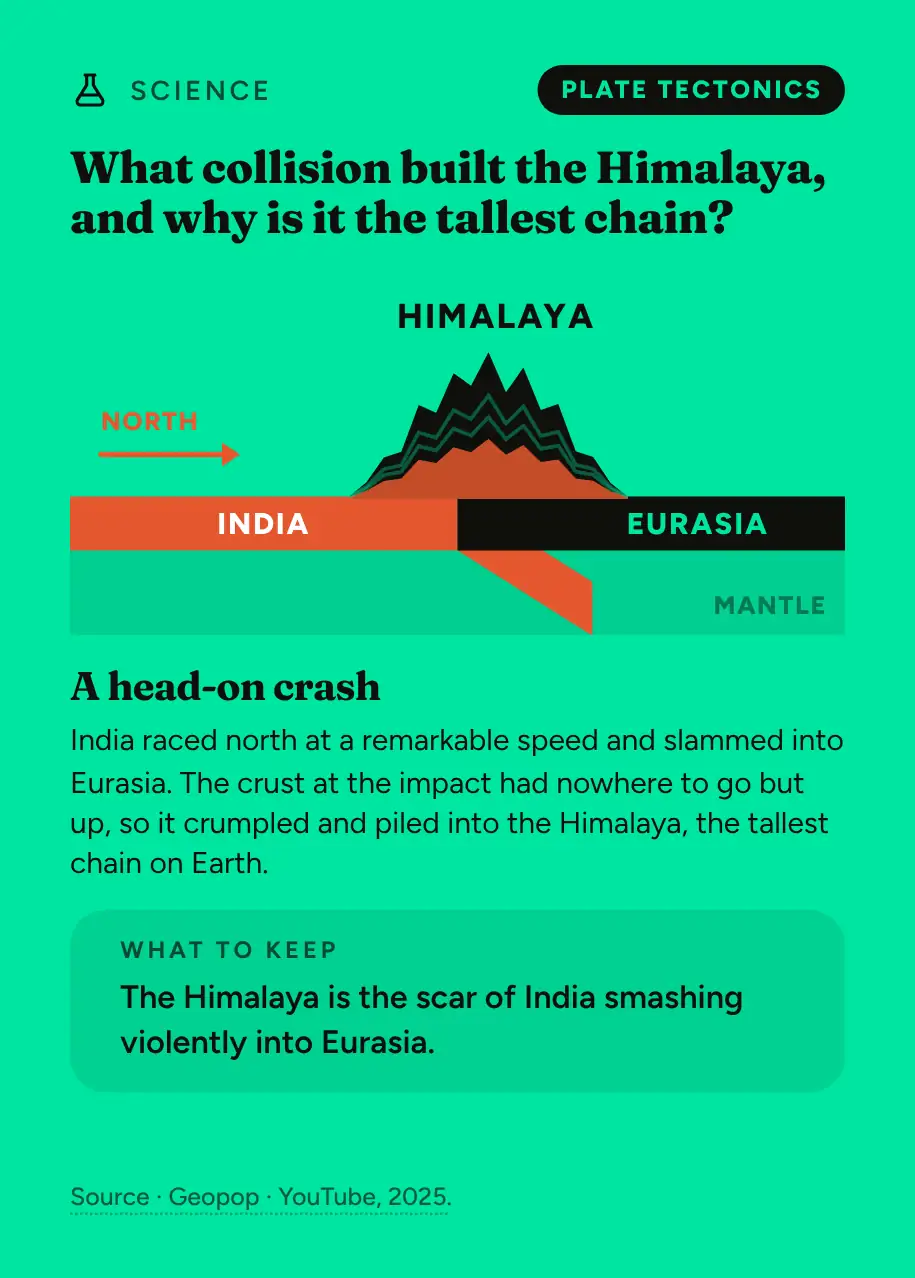 SCIENCE
PLATE TECTONICS
What collision built the Himalaya,
and why is it the tallest chain?
HIMALAYA
NORTH
INDIA
EURASIA
MANTLE
A head-on crash
India raced north at a remarkable speed and slammed into
Eurasia. The crust at the impact had nowhere to go but
up, so it crumpled and piled into the Himalaya, the tallest
chain on Earth.
WHAT TO KEEP
The Himalaya is the scar of India smashing
violently into Eurasia.
Source · Geopop · YouTube, 2025.